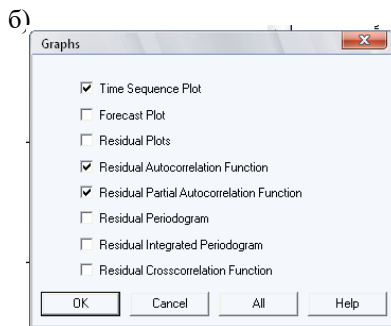 б)
Graphs
Time Sequence Plot
Forecast Plot
Residual Plots
Residual Autocorrelation Function
Residual Partial Autocorrelation Function
Residual Periodogram
Residual Integrated Periodogram
Residual Crosscorrelation Function
OK Cancel All Help